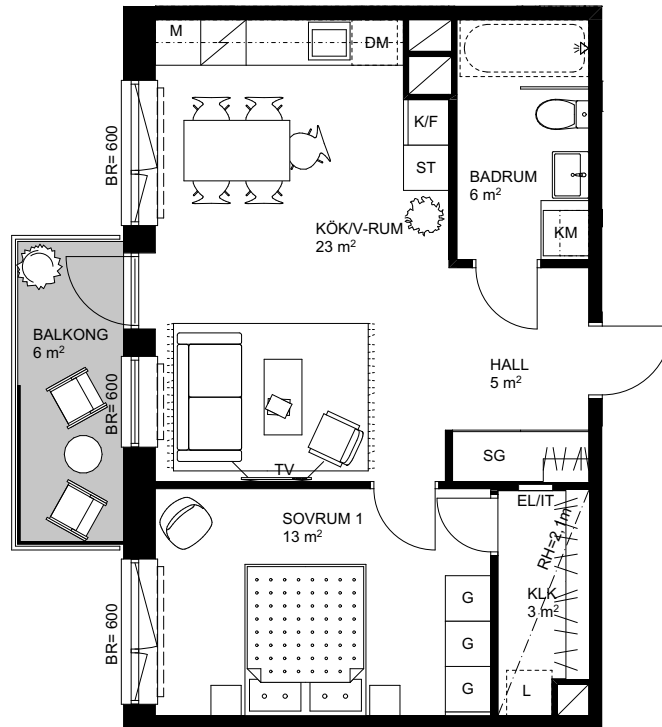 M
DM
K/F
ST
BR= 600
BADRUM
6 m²
KÖK/V-RUM
23 m²
KM
BALKONG
6 m²
HALL
5 m²
BR= 600
SG
TV
EL/IT
SOVRUM 1
13 m²
RH=2,1m
BR= 600
G
KLK
3 m²
G
G
L